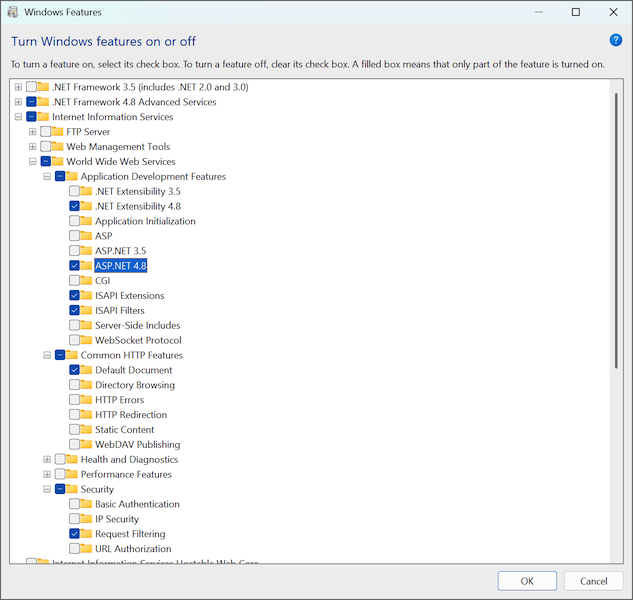 Windows Features
Turn Windows features on or off
To turn a feature on, select its check box. To turn a feature off, clear its check box. A filled box means that only part of the feature is turned on.
.NET Framework 3.5 (includes .NET 2.0 and 3.0)
.NET Framework 4.8 Advanced Services
Internet Information Services
FTP Server
Web Management Tools
World Wide Web Services
Application Development Features
.NET Extensibility 3.5
.NET Extensibility 4.8
Application Initialization
ASP
ASP.NET 3.5
ASP.NET 4.8
CGI
ISAPI Extensions
ISAPI Filters
Server-Side Includes
WebSocket Protocol
Common HTTP Features
Default Document
Directory Browsing
HTTP Errors
HTTP Redirection
Static Content
WebDAV Publishing
Health and Diagnostics
Performance Features
Security
Basic Authentication
IP Security
Request Filtering
URL Authorization
Internet Information Services Hostable Web Core
OK Cancel